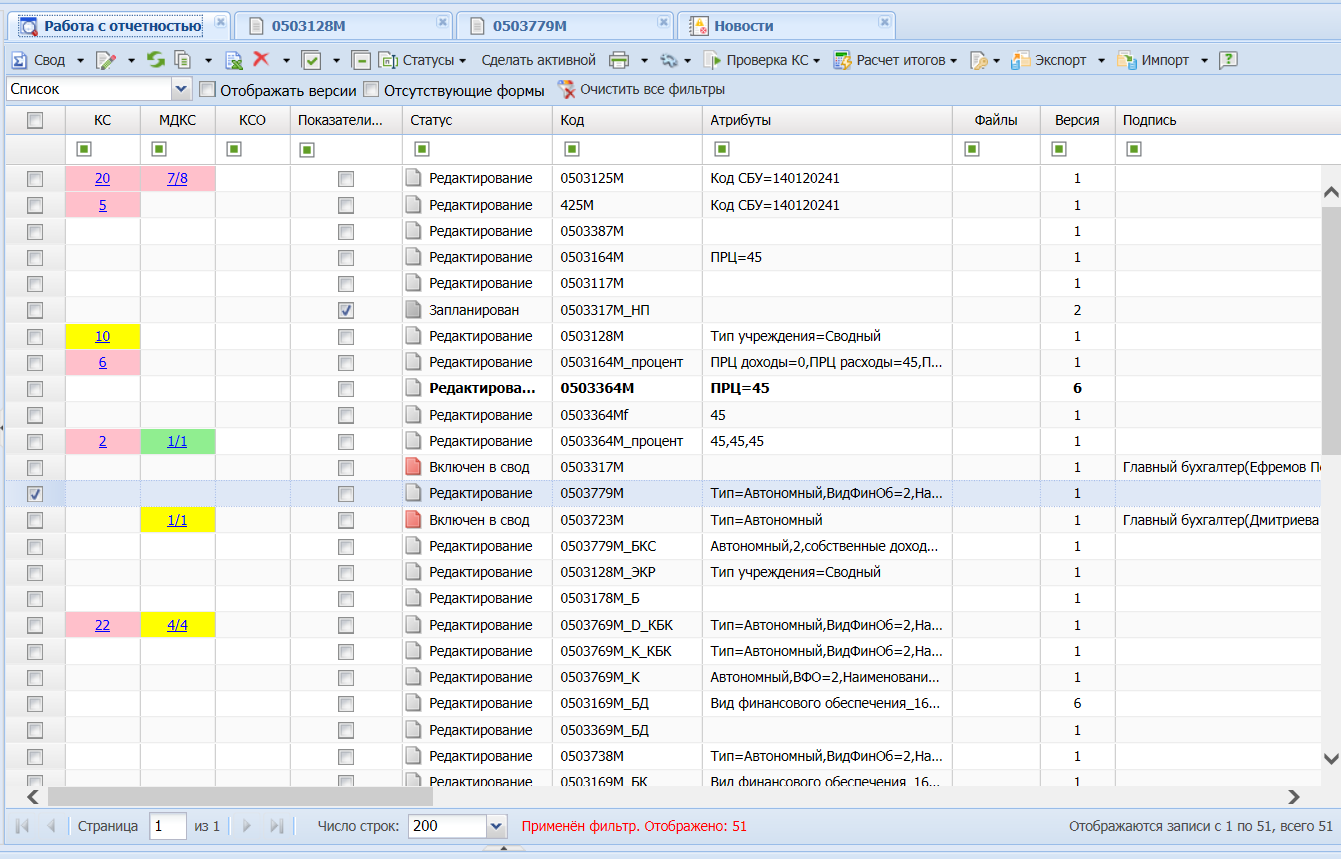 Работа с отчетностью 0503128М 0503779М Новости
Свод Статусы Сделать активной Проверка КС Расчет итогов Экспорт Импорт
Список Отображать версии Отсутствующие формы Очистить все фильтры
КС МДКС КСО Показатели... Статус Код Атрибуты Файлы Версия Подпись
20 7/8 Редактирование 0503125М Код СБУ=140120241 1
5 Редактирование 425М Код СБУ=140120241 1
Редактирование 0503387М 1
Редактирование 0503164М ПРЦ=45 1
Редактирование 0503117М 1
Запланирован 0503317М_НП 2
10 Редактирование 0503128М Тип учреждения=Сводный 1
6 Редактирование 0503164М_процент ПРЦ доходы=0,ПРЦ расходы=45,П... 1
Редактирова... 0503364М ПРЦ=45 6
Редактирование 0503364Мf 45 1
2 1/1 Редактирование 0503364М_процент 45,45,45 1
Включен в свод 0503317М 1 Главный бухгалтер(Ефремов По
Редактирование 0503779М Тип=Автономный,ВидФинОб=2,На... 1
1/1 Включен в свод 0503723М Тип=Автономный 1 Главный бухгалтер(Дмитриева
Редактирование 0503779М_БКС Автономный,2,собственные доход... 1
Редактирование 0503128М_ЭКР Тип учреждения=Сводный 1
Редактирование 0503178М_Б 1
22 4/4 Редактирование 0503769М_D_КБК Тип=Автономный,ВидФинОб=2,На... 1
Редактирование 0503769М_К_КБК Тип=Автономный,ВидФинОб=2,На... 1
Редактирование 0503769М_К Автономный,ВФО=2,Наименовани... 1
Редактирование 0503169М_БД Вид финансового обеспечения_16... 6
Редактирование 0503369М_БД 1
Редактирование 0503738М Тип=Автономный,ВидФинОб=2,На... 1
Редактирование 0503169М_БК Вид финансового обеспечения_16... 1
Страница 1 из 1 Число строк: 200 Применён фильтр. Отображено: 51 Отображаются записи с 1 по 51, всего 51